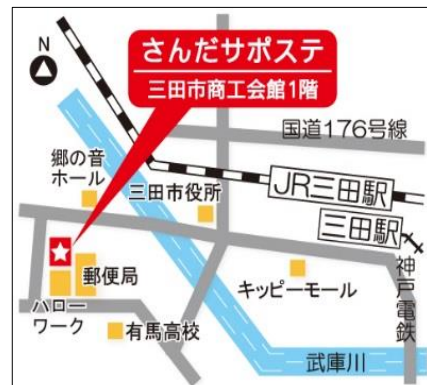 N
さんだサポステ
三田市商工会館1階
国道176号線
郷の音
ホール
三田市役所
JR三田駅
三田駅
郵便局
ハロー
ワーク
キッピーモール
神戸電鉄
有馬高校
武庫川